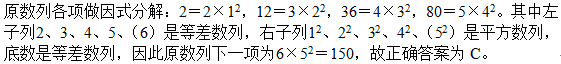 原数列各项做因式分解:2=2×1²,12=3×2²,36=4×3²,80=5×4²。其中左
子列2、3、4、5、(6)是等差数列,右子列1²、2²、3²、4²、(5²)是平方数列,
底数是等差数列,因此原数列下一项为6×5²=150,故正确答案为 C。